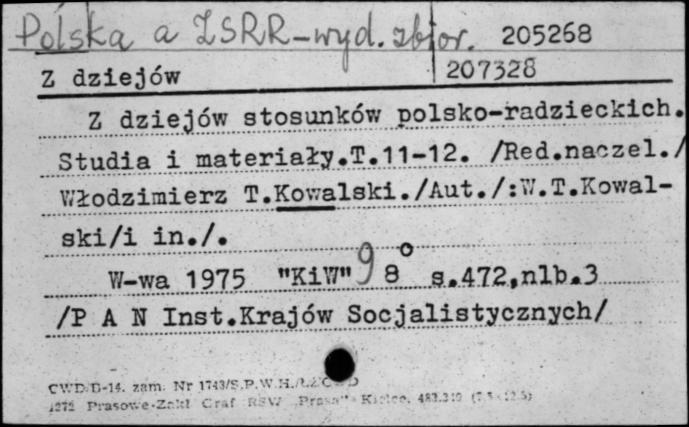 Polska a ZSRR-wyd. zbior. 205268
Z dziejów 207328
Z dziejów stosunków polsko-radzieckich.
Studia i materiały.T.11-12. /Red.naczel./
Włodzimierz T.Kowalski./Aut./:W.T.Kowal-
ski/i in./.
W-wa 1975 "KiW" 9 8° s.472,nlb.3
/P A N Inst.Krajów Socjalistycznych/
CWD/D-14. zam. Nr 1743/S.P.W.H.
Prasowe-Zakł Graf RSW "Prasa" Kielce.